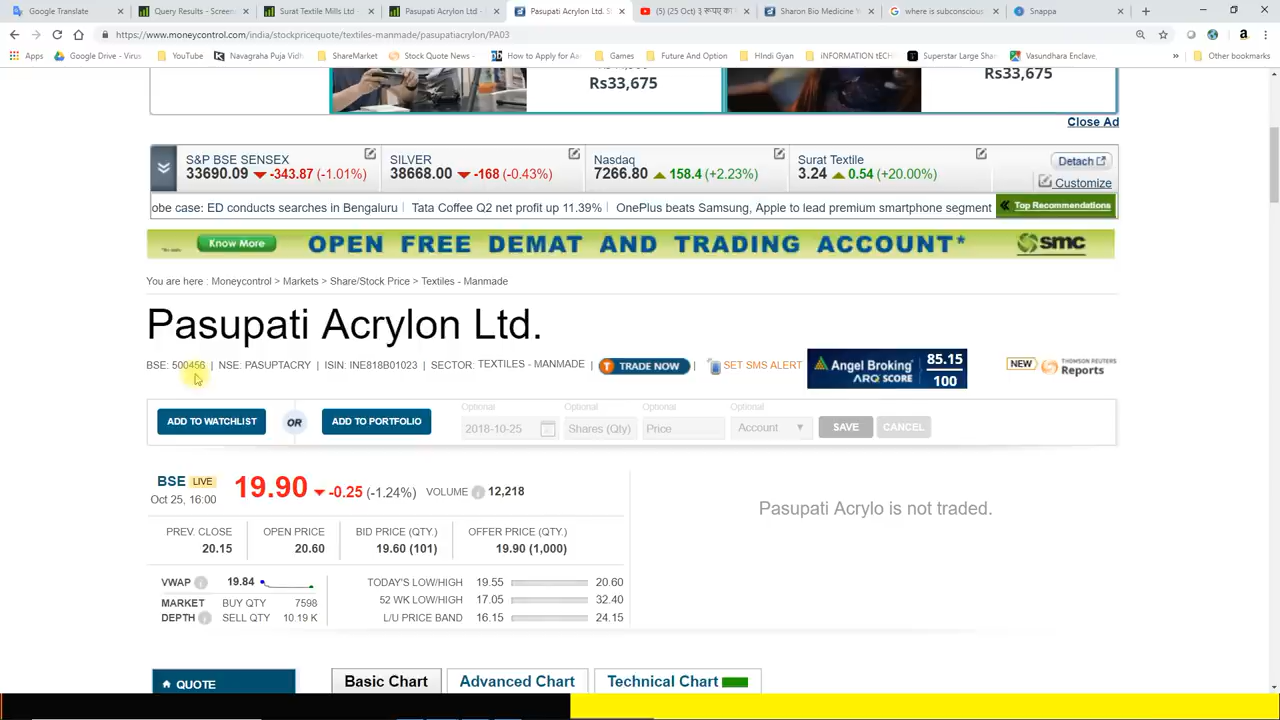 Google Translate
Query Results - Screen
Surat Textile Mills Ltd
Pasupati Acrylon Ltd
Pasupati Acrylon Ltd. S
(5) (25 Oct) ३ रूपए का
Sharon Bio Medicine
where is subconscious
Snappa
https://www.moneycontrol.com/india/stockpricequote/textiles-manmade/pasupatiacrylon/PA03
Apps
Google Drive - Virus
YouTube
Navagraha Puja Vidh
ShareMarket
Stock Quote News -
How to Apply for Aa
Games
Future And Option
HIndi Gyan
iNFORMATION tECH
Superstar Large Shar
Vasundhara Enclave,
»
Other bookmarks
Rs33,675
Rs33,675
Close Ad
S&P BSE SENSEX
33690.09 -343.87 (-1.01%)
SILVER
38668.00 -168 (-0.43%)
Nasdaq
7266.80 158.4 (+2.23%)
Surat Textile
3.24 0.54 (+20.00%)
Detach
Customize
obe case: ED conducts searches in Bengaluru | Tata Coffee Q2 net profit up 11.39% | OnePlus beats Samsung, Apple to lead premium smartphone segment
Top Recommendations
Know More OPEN FREE DEMAT AND TRADING ACCOUNT* smc
You are here : Moneycontrol > Markets > Share/Stock Price > Textiles - Manmade
Pasupati Acrylon Ltd.
BSE: 500456 | NSE: PASUPTACRY | ISIN: INE818B01023 | SECTOR: TEXTILES - MANMADE | TRADE NOW | SET SMS ALERT
Angel Broking
ARQ SCORE
85.15
100
NEW THOMSON REUTERS
Reports
ADD TO WATCHLIST OR ADD TO PORTFOLIO
Optional Optional Optional Optional
2018-10-25 Shares (Qty) Price Account ▼ SAVE CANCEL
BSE LIVE
Oct 25, 16:00
19.90 -0.25 (-1.24%) VOLUME 12,218
Pasupati Acrylo is not traded.
PREV. CLOSE OPEN PRICE BID PRICE (QTY.) OFFER PRICE (QTY.)
20.15 20.60 19.60 (101) 19.90 (1,000)
VWAP 19.84
TODAY'S LOW/HIGH 19.55 20.60
MARKET DEPTH
BUY QTY 7598
SELL QTY 10.19 K
52 WK LOW/HIGH 17.05 32.40
L/U PRICE BAND 16.15 24.15
QUOTE
Basic Chart
Advanced Chart
Technical Chart